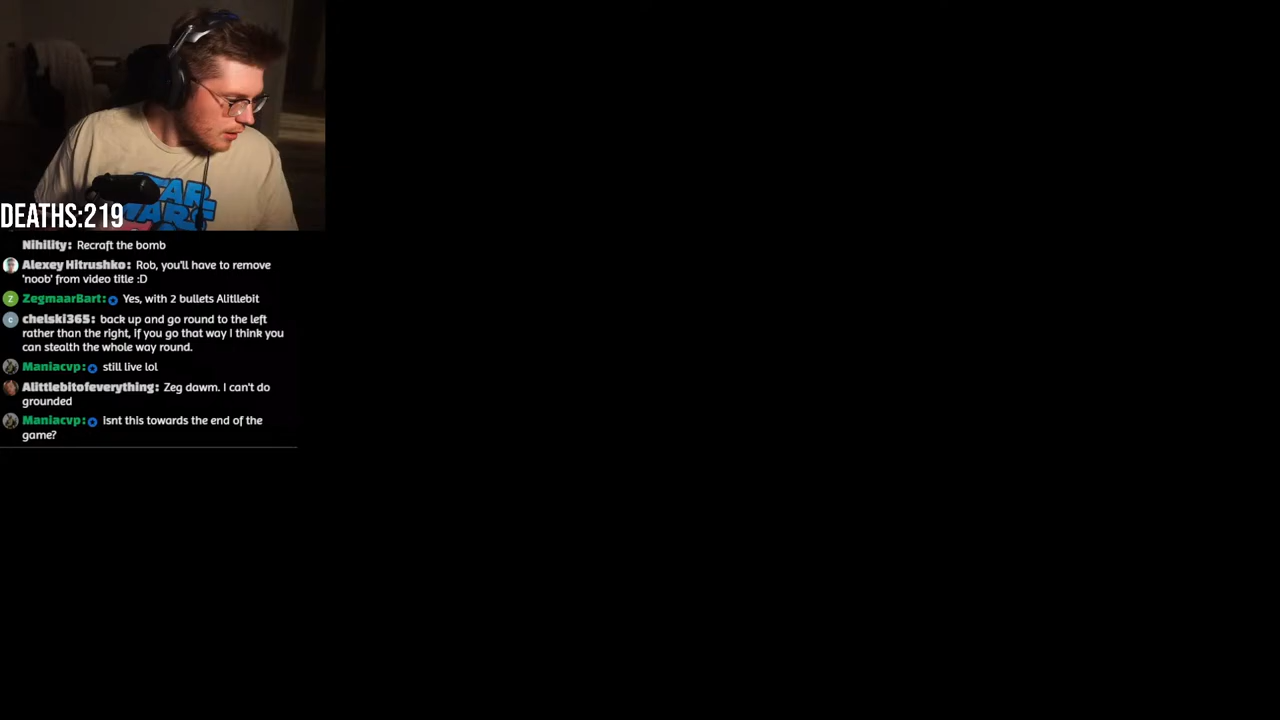 STAR
WARS
DEATHS:219
Nihility: Recraft the bomb
Alexey Hitrushko: Rob, you'll have to remove
'noob' from video title :D
Z ZegmaarBart: Yes, with 2 bullets Alitllebit
c chelski365: back up and go round to the left
rather than the right, if you go that way I think you
can stealth the whole way round.
Maniacvp: still live lol
Alittlebitofeverything: Zeg dawm. I can't do
grounded
Maniacvp: isnt this towards the end of the
game?